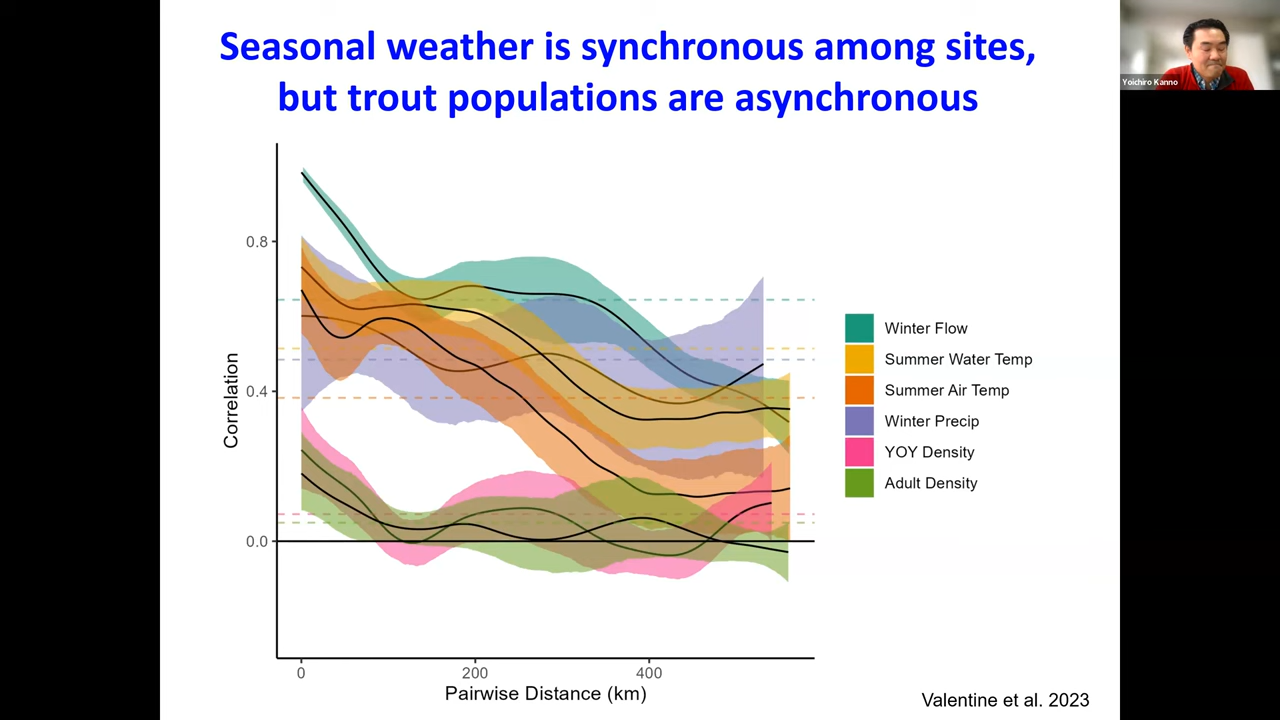 Seasonal weather is synchronous among sites,
but trout populations are asynchronous
Yoichiro Kanno
0.8
0.4
0.0
Correlation
0
200
400
Pairwise Distance (km)
Winter Flow
Summer Water Temp
Summer Air Temp
Winter Precip
YOY Density
Adult Density
Valentine et al. 2023